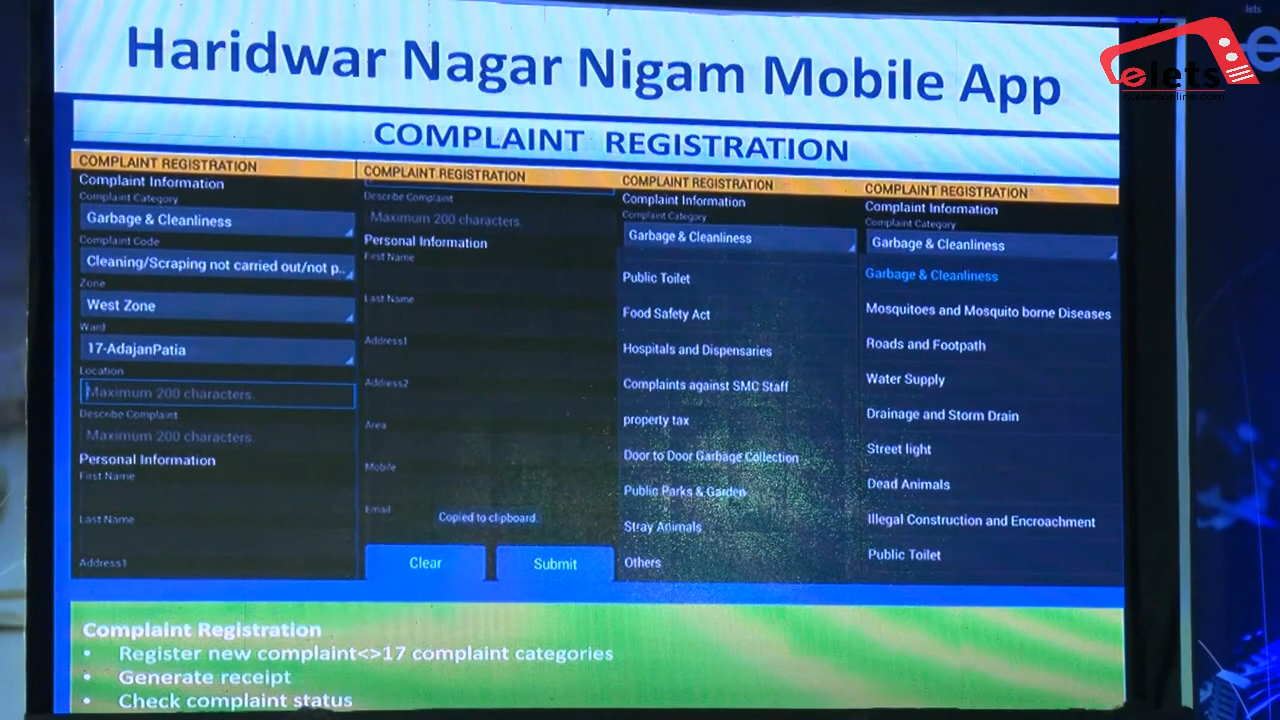 Haridwar Nagar Nigam Mobile App
COMPLAINT REGISTRATION
COMPLAINT REGISTRATION
Complaint Information
Complaint Category
Garbage & Cleanliness
Complaint Code
Cleaning/Scraping not carried out/not p..
Zone
West Zone
Ward
17-AdajanPatia
Location
Maximum 200 characters.
Describe Complaint
Maximum 200 characters.
Personal Information
First Name
Last Name
Address1
COMPLAINT REGISTRATION
Describe Complaint
Maximum 200 characters.
Personal Information
First Name
Last Name
Address1
Address2
Area
Mobile
Email
Copied to clipboard.
Clear
Submit
COMPLAINT REGISTRATION
Complaint Information
Complaint Category
Garbage & Cleanliness
Public Toilet
Food Safety Act
Hospitals and Dispensaries
Complaints against SMC Staff
property tax
Door to Door Garbage Collection
Public Parks & Garden
Stray Animals
Others
COMPLAINT REGISTRATION
Complaint Information
Complaint Category
Garbage & Cleanliness
Garbage & Cleanliness
Mosquitoes and Mosquito borne Diseases
Roads and Footpath
Water Supply
Drainage and Storm Drain
Street light
Dead Animals
Illegal Construction and Encroachment
Public Toilet
Complaint Registration
• Register new complaint<>17 complaint categories
• Generate receipt
• Check complaint status
elets
tv.eletsonline.com
lets
e